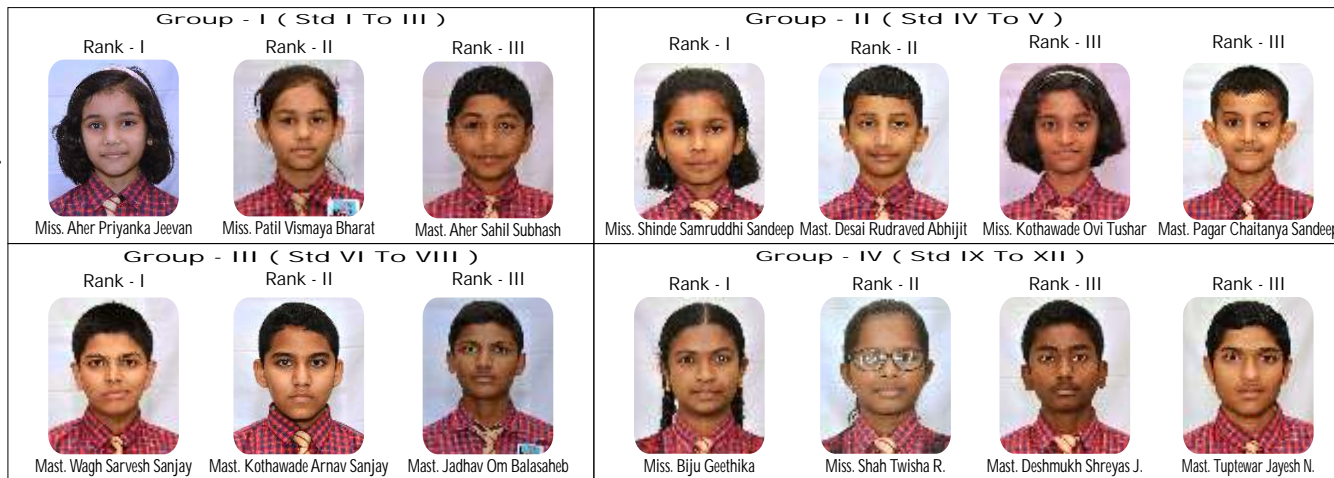 Group - I ( Std I To III )
Rank - I Rank - II Rank - III
Miss. Aher Priyanka Jeevan Miss. Patil Vismaya Bharat Mast. Aher Sahil Subhash
Group - II ( Std IV To V )
Rank - I Rank - II Rank - III Rank - III
Miss. Shinde Samruddhi Sandeep Mast. Desai Rudraved Abhijit Miss. Kothawade Ovi Tushar Mast. Pagar Chaitanya Sandeep
Group - III ( Std VI To VIII )
Rank - I Rank - II Rank - III
Mast. Wagh Sarvesh Sanjay Mast. Kothawade Arnav Sanjay Mast. Jadhav Om Balasaheb
Group - IV ( Std IX To XII )
Rank - I Rank - II Rank - III Rank - III
Miss. Biju Geethika Miss. Shah Twisha R. Mast. Deshmukh Shreyas J. Mast. Tuptewar Jayesh N.